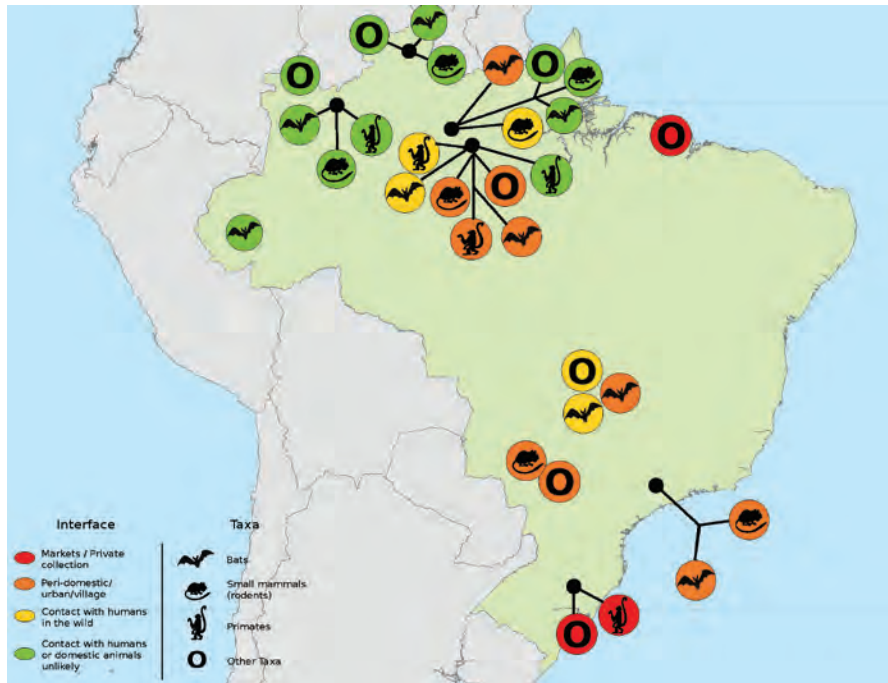 O
O
O
O
O
O
O
O
O
Interface
Markets / Private
collection
Peri-domestic/
urban/village
Contact with humans
in the wild
Contact with humans
or domestic animals
unlikely
Taxa
Bats
Small mammals
(rodents)
Primates
O Other Taxa